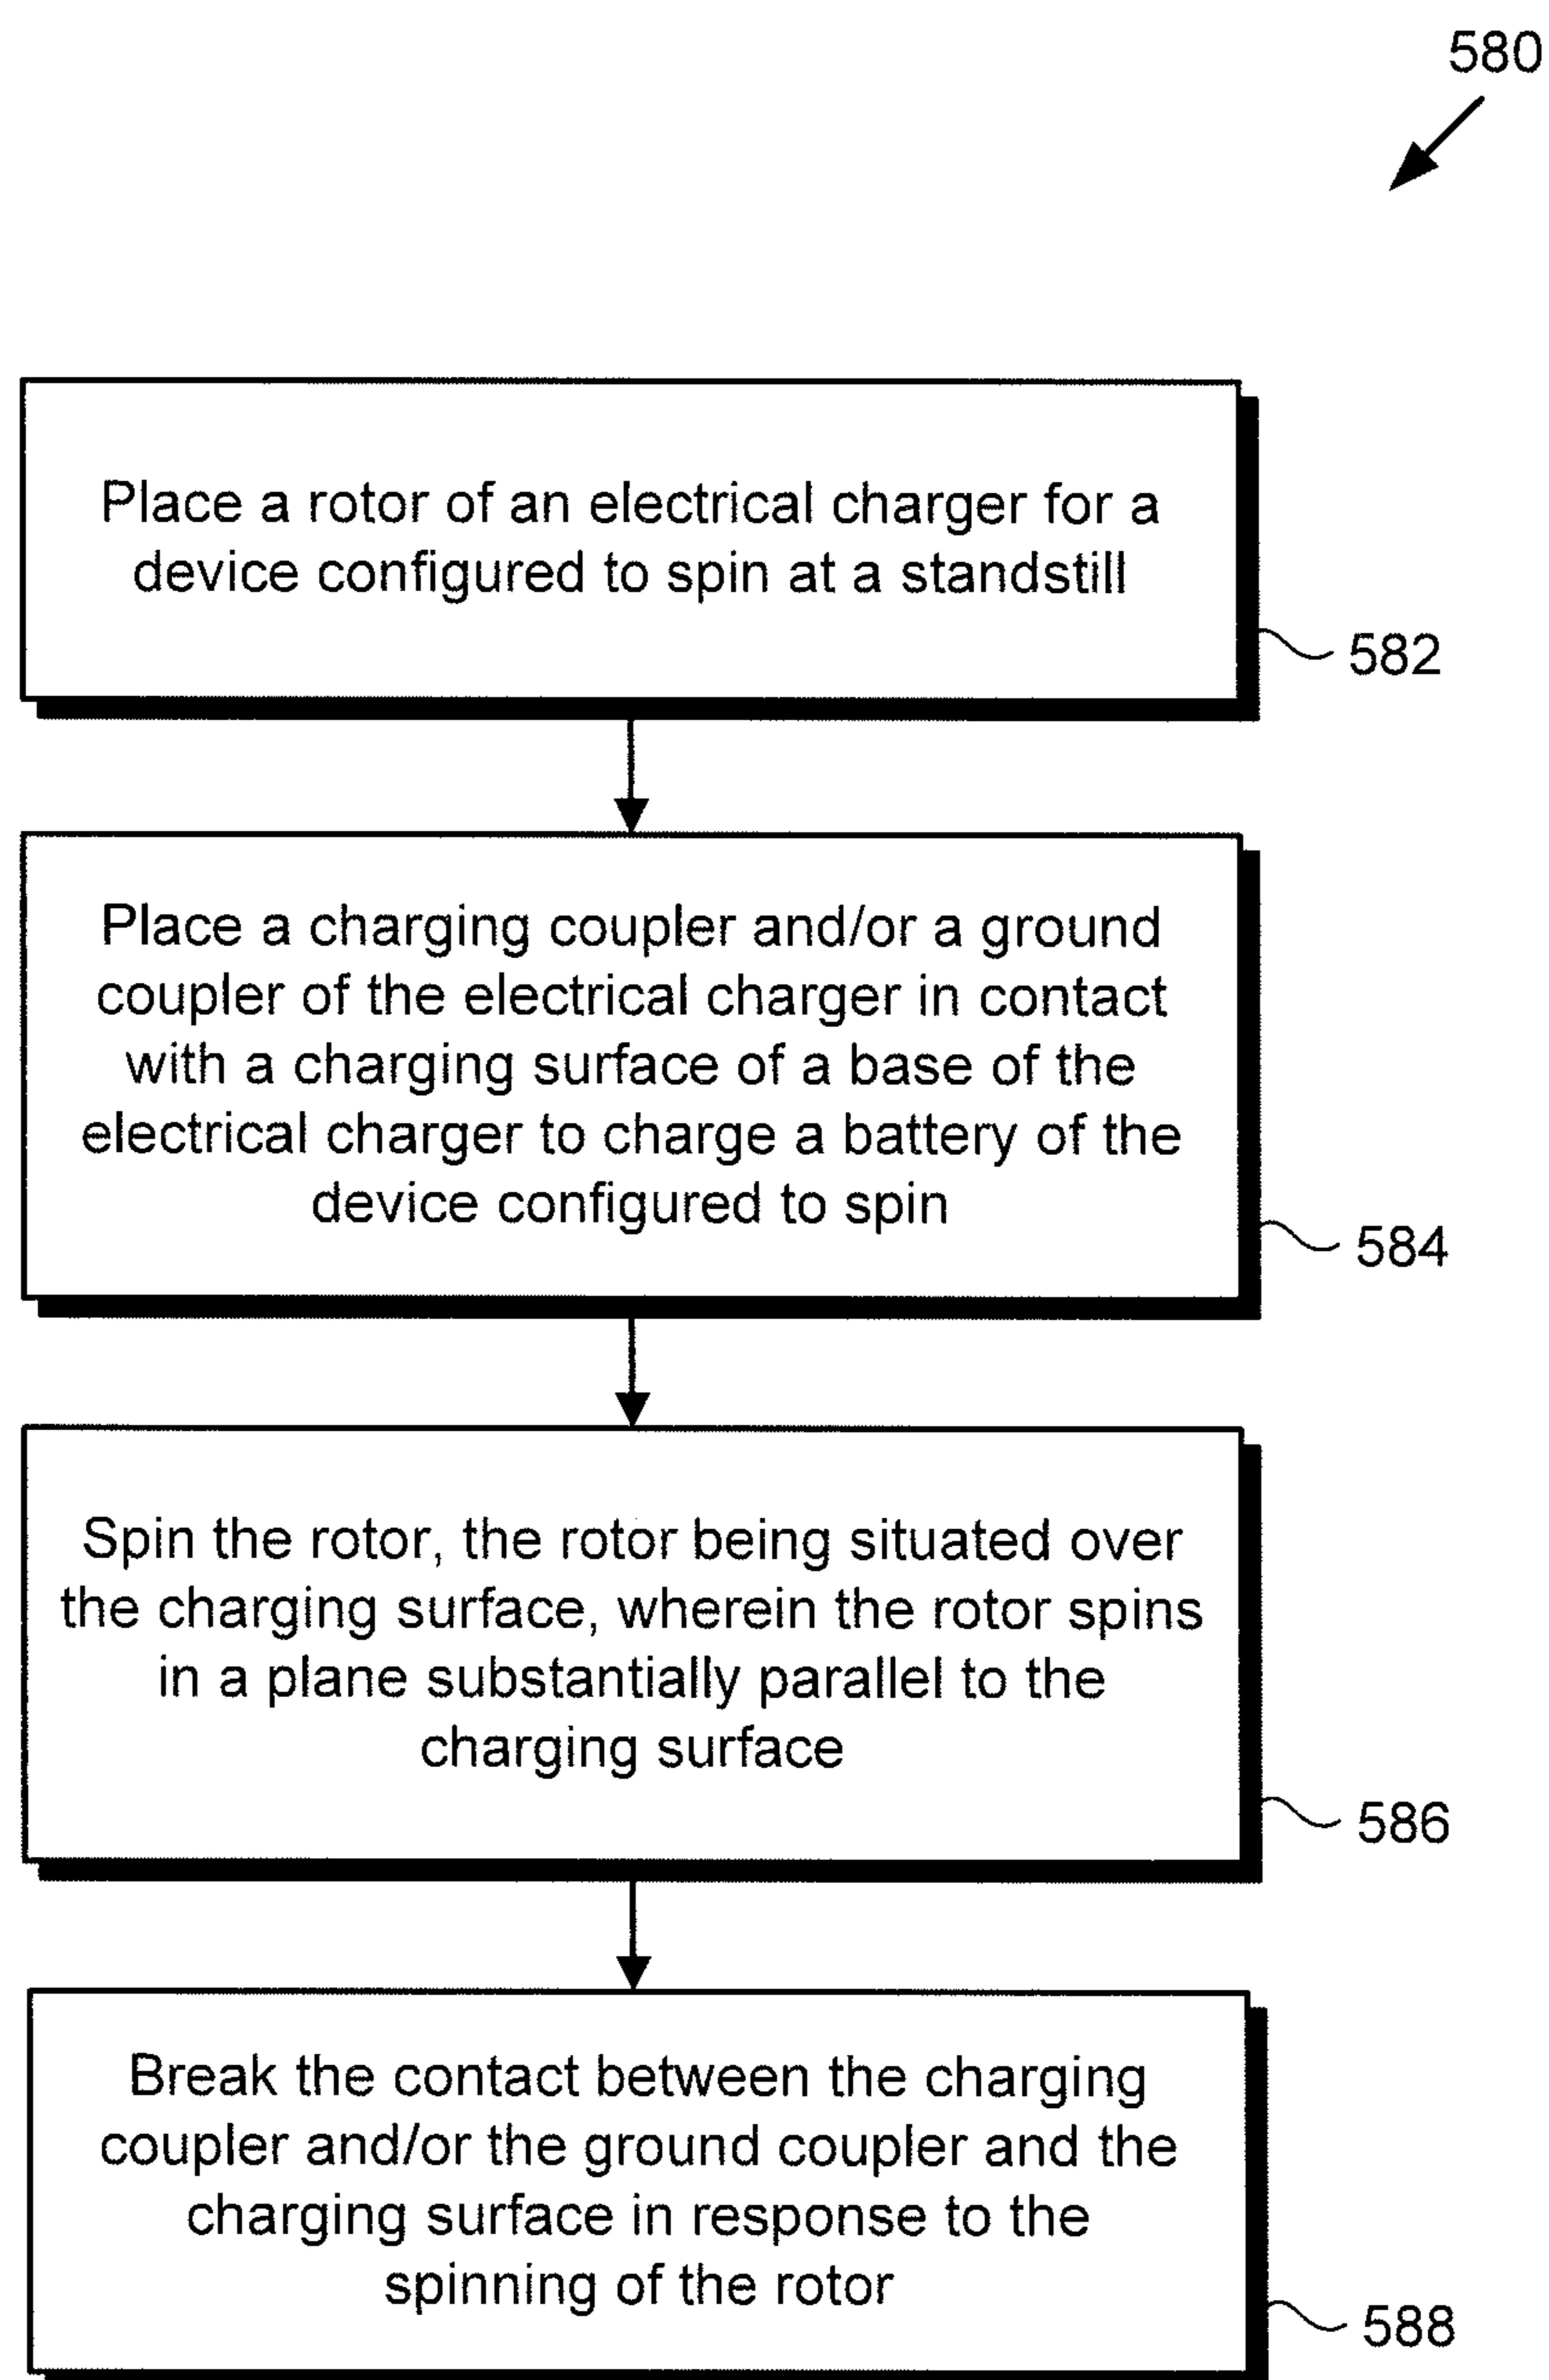 580
Place a rotor of an electrical charger for a
device configured to spin at a standstill
582
Place a charging coupler and/or a ground
coupler of the electrical charger in contact
with a charging surface of a base of the
electrical charger to charge a battery of the
device configured to spin
584
Spin the rotor, the rotor being situated over
the charging surface, wherein the rotor spins
in a plane substantially parallel to the
charging surface
586
Break the contact between the charging
coupler and/or the ground coupler and the
charging surface in response to the
spinning of the rotor
588